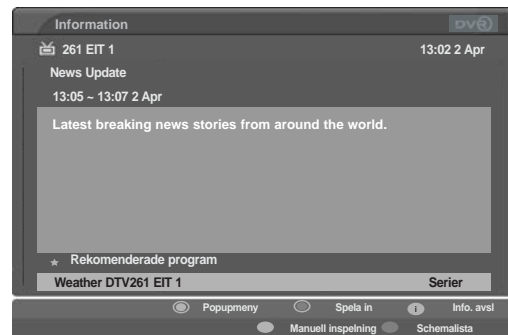 Information
DVR
261 EIT 1
13:02 2 Apr
News Update
13:05 ~ 13:07 2 Apr
Latest breaking news stories from around the world.
Rekomenderade program
Weather DTV261 EIT 1
Serier
Popupmeny
Spela in
i
Info. avsl
Manuell inspelning
Schemalista